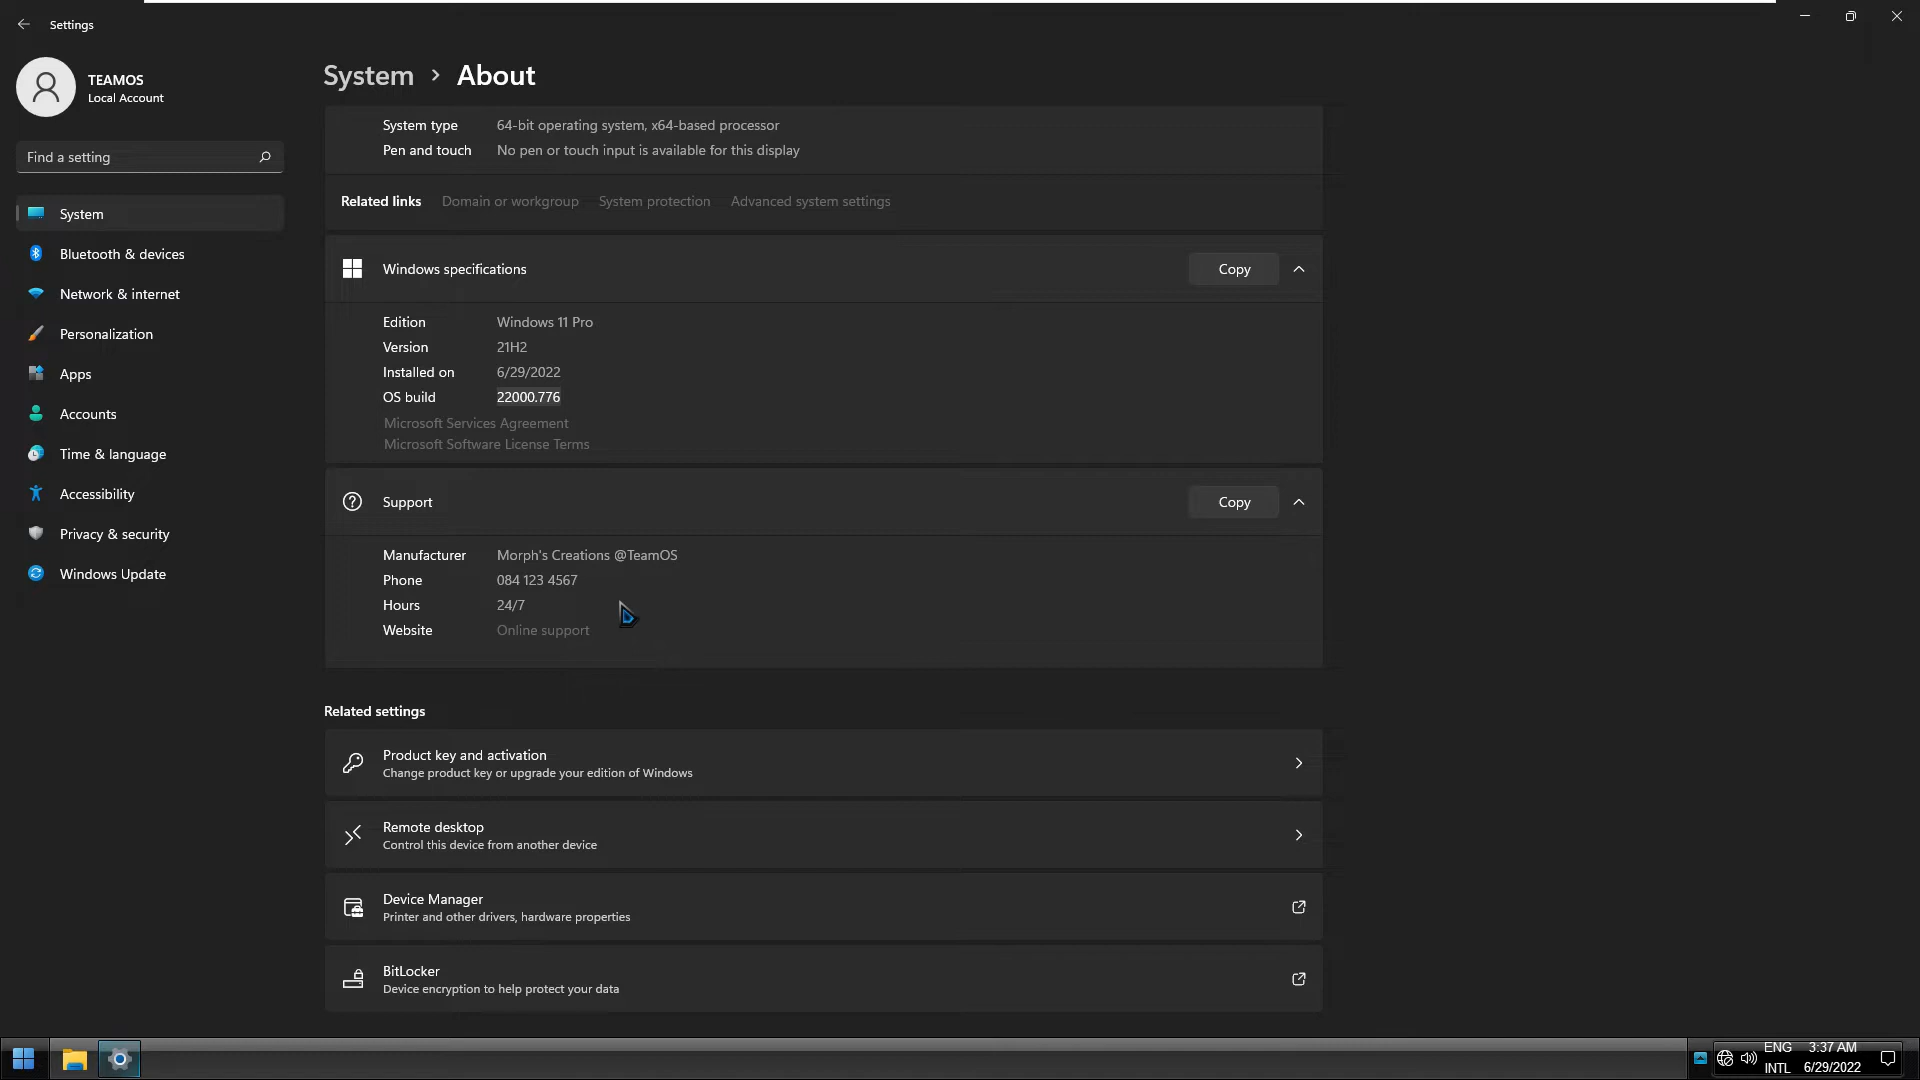 Settings
TEAMOS
Local Account
Find a setting
System
Bluetooth & devices
Network & internet
Personalization
Apps
Accounts
Time & language
Accessibility
Privacy & security
Windows Update
System › About
System type 64-bit operating system, x64-based processor
Pen and touch No pen or touch input is available for this display
Related links Domain or workgroup System protection Advanced system settings
Windows specifications Copy
Edition Windows 11 Pro
Version 21H2
Installed on 6/29/2022
OS build 22000.776
Microsoft Services Agreement
Microsoft Software License Terms
Support Copy
Manufacturer Morph's Creations @TeamOS
Phone 084 123 4567
Hours 24/7
Website Online support
Related settings
Product key and activation
Change product key or upgrade your edition of Windows
Remote desktop
Control this device from another device
Device Manager
Printer and other drivers, hardware properties
BitLocker
Device encryption to help protect your data
ENG 3:37 AM
INTL 6/29/2022